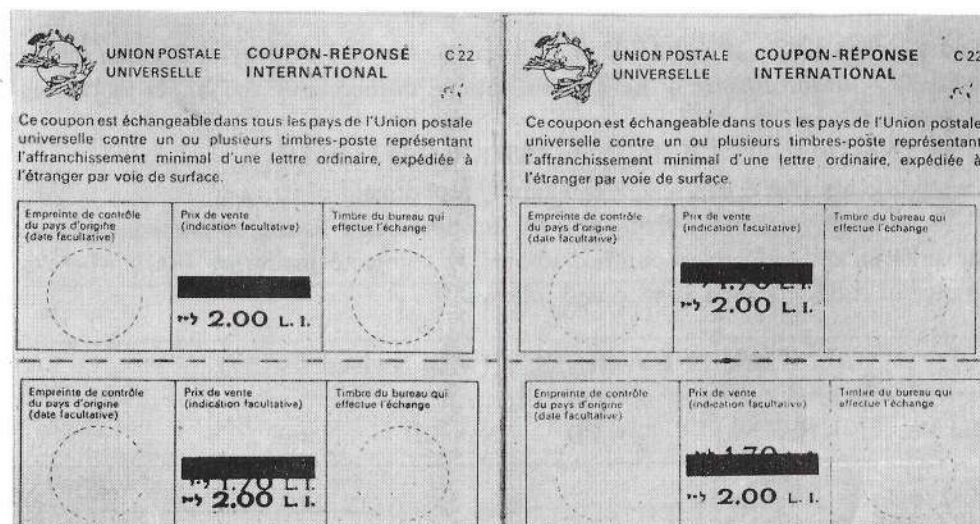 UNION POSTALE
UNIVERSELLE
COUPON-RÉPONSE
INTERNATIONAL
C 22
Ce coupon est échangeable dans tous les pays de l'Union postale
universelle contre un ou plusieurs timbres-poste représentant
l'affranchissement minimal d'une lettre ordinaire, expédiée à
l'étranger par voie de surface.
Empreinte de contrôle
du pays d'origine
(date facultative)
Prix de vente
(indication facultative)
Timbre du bureau qui
effectue l'échange
ל״י 2.00 L. I.
UNION POSTALE
UNIVERSELLE
COUPON-RÉPONSE
INTERNATIONAL
C 22
Ce coupon est échangeable dans tous les pays de l'Union postale
universelle contre un ou plusieurs timbres-poste représentant
l'affranchissement minimal d'une lettre ordinaire, expédiée à
l'étranger par voie de surface.
Empreinte de contrôle
du pays d'origine
(date facultative)
Prix de vente
(indication facultative)
Timbre du bureau qui
effectue l'échange
1.70 L. I.
ל״י 2.00 L. I.
Empreinte de contrôle
du pays d'origine
(date facultative)
Prix de vente
(indication facultative)
Timbre du bureau qui
effectue l'échange
ל״י 1.70 L. I.
ל״י 2.00 L. I.
Empreinte de contrôle
du pays d'origine
(date facultative)
Prix de vente
(indication facultative)
Timbre du bureau qui
effectue l'échange
ל״י 1.70
ל״י 2.00 L. I.